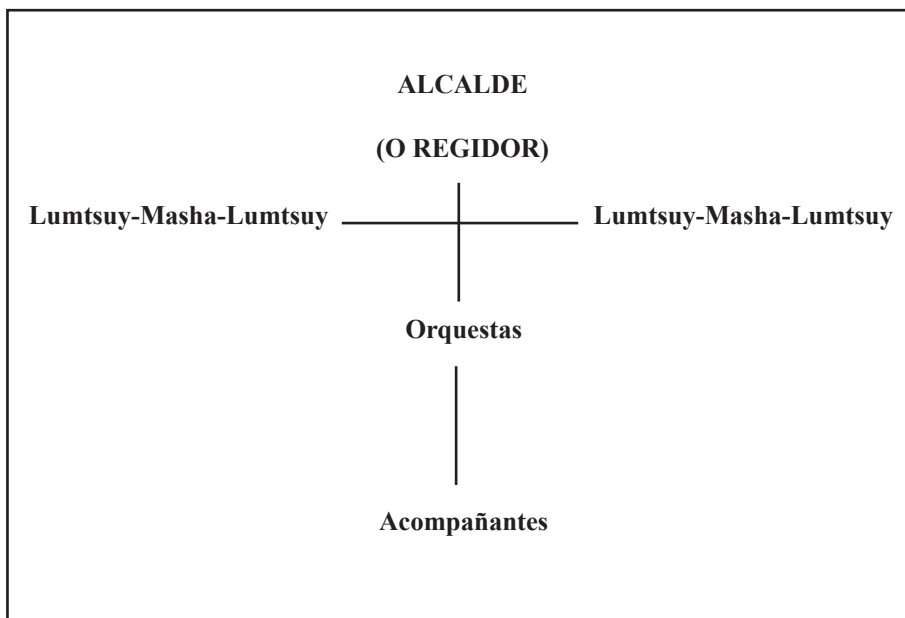 ALCALDE
(O REGIDOR)
Lumtsuy-Masha-Lumtsuy Lumtsuy-Masha-Lumtsuy
Orquestas
Acompañantes